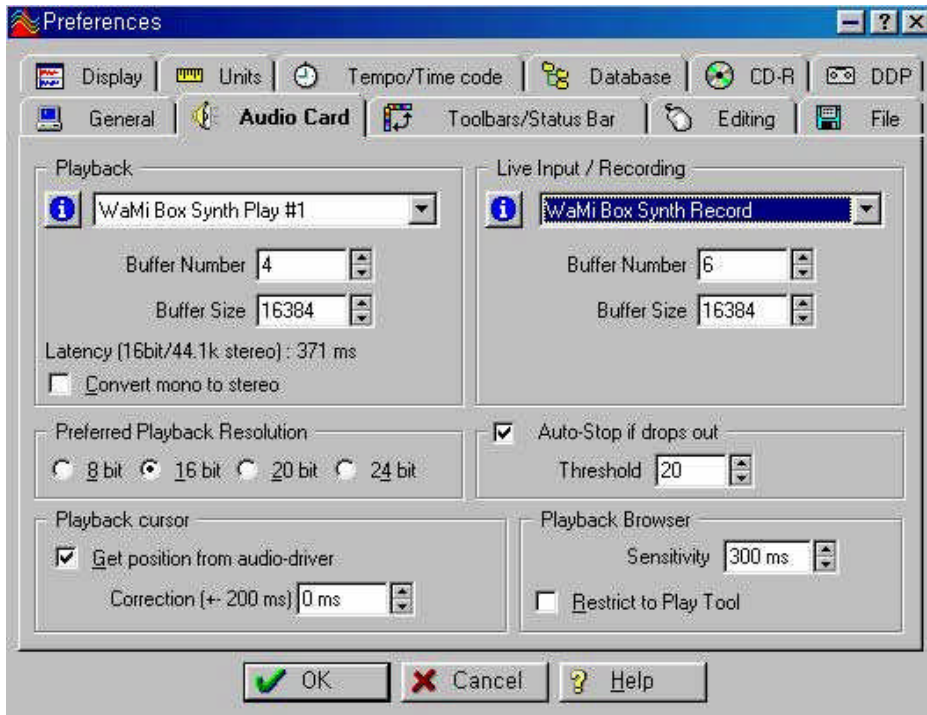 Preferences
Display Units Tempo/Time code Database CD-R DDP
General Audio Card Toolbars/Status Bar Editing File
Playback
WaMi Box Synth Play #1
Buffer Number 4
Buffer Size 16384
Latency (16bit/44.1k stereo) : 371 ms
Convert mono to stereo
Live Input / Recording
WaMi Box Synth Record
Buffer Number 6
Buffer Size 16384
Preferred Playback Resolution
8 bit 16 bit 20 bit 24 bit
Auto-Stop if drops out
Threshold 20
Playback cursor
Get position from audio-driver
Correction (+- 200 ms) 0 ms
Playback Browser
Sensitivity 300 ms
Restrict to Play Tool
OK Cancel Help